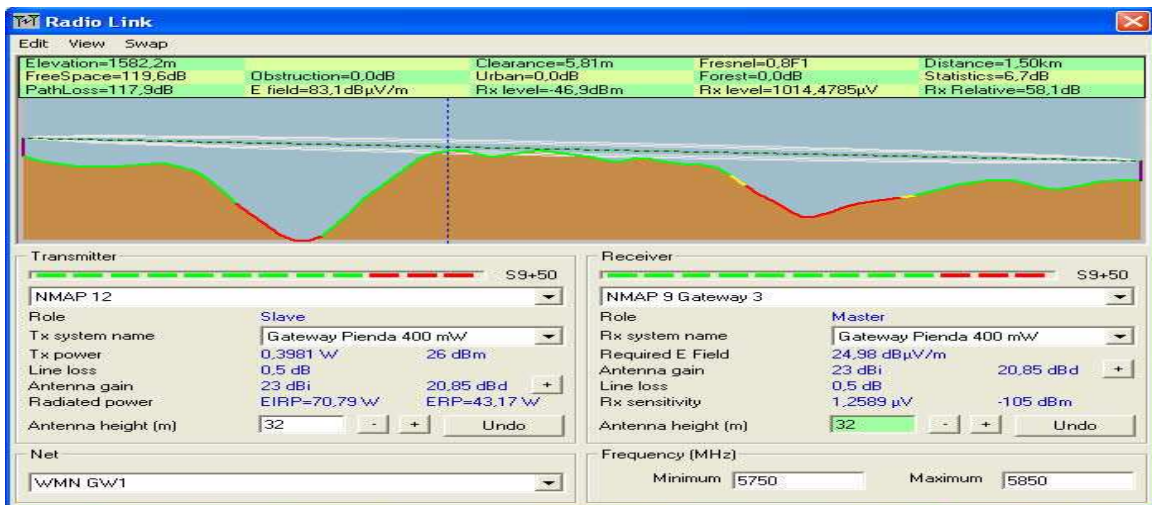 Radio Link
Edit View Swap
Elevation=1582,2m Clearance=5,81m Fresnel=0,8F1 Distance=1,50km
FreeSpace=119,6dB Obstruction=0,0dB Urban=0,0dB Forest=0,0dB Statistics=6,7dB
PathLoss=117,9dB E field=83,1dBµV/m Rx level=-46,9dBm Rx level=1014,4785µV Rx Relative=58,1dB
Transmitter
S9+50
NMAP 12
Role Slave
Tx system name Gateway Pienda 400 mW
Tx power 0,3981 W 26 dBm
Line loss 0,5 dB
Antenna gain 23 dBi 20,85 dBd +
Radiated power EIRP=70,79 W ERP=43,17 W
Antenna height (m) 32 - + Undo
Net
WMN GW1
Receiver
S9+50
NMAP 9 Gateway 3
Role Master
Rx system name Gateway Pienda 400 mW
Required E Field 24,98 dBµV/m
Antenna gain 23 dBi 20,85 dBd +
Line loss 0,5 dB
Rx sensitivity 1,2589 µV -105 dBm
Antenna height (m) 32 - + Undo
Frequency (MHz)
Minimum 5750 Maximum 5850